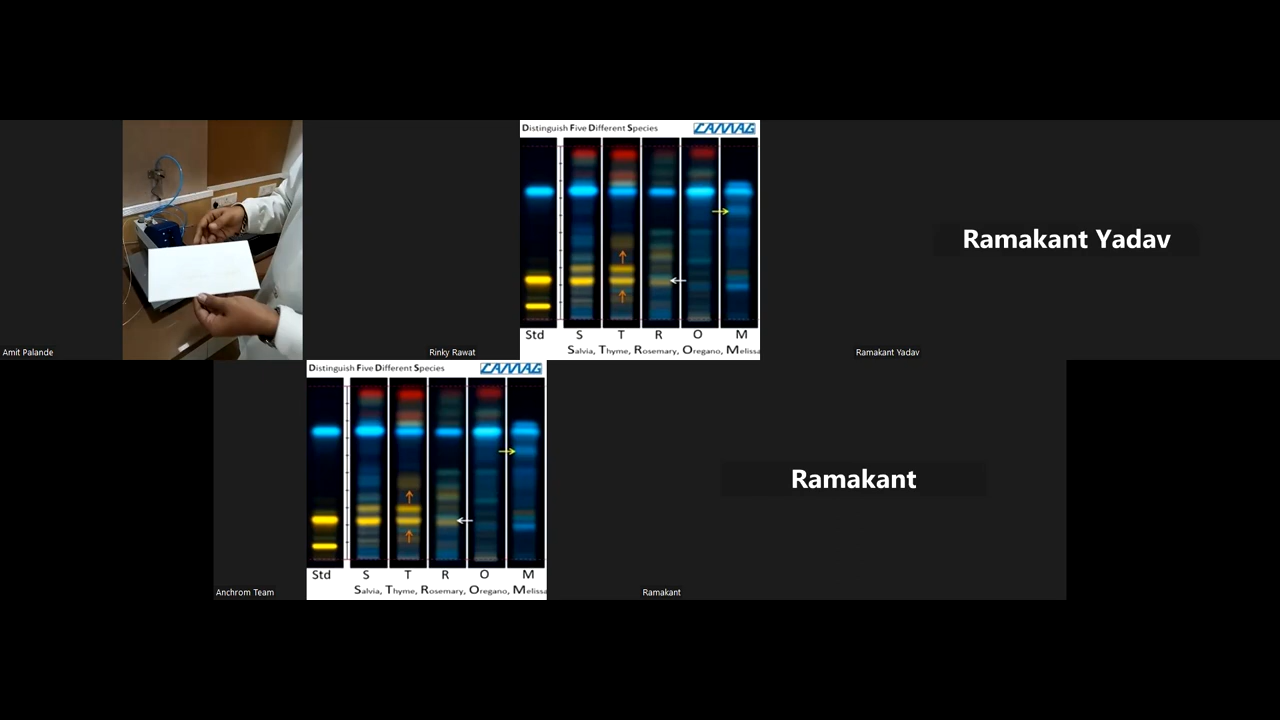 Distinguish Five Different Species
CAMAG
Std S T R O M
Salvia, Thyme, Rosemary, Oregano, Melissa
Ramakant Yadav
Amit Palande
Rinky Rawat
Ramakant Yadav
Distinguish Five Different Species
CAMAG
Std S T R O M
Salvia, Thyme, Rosemary, Oregano, Melissa
Ramakant
Anchrom Team
Ramakant